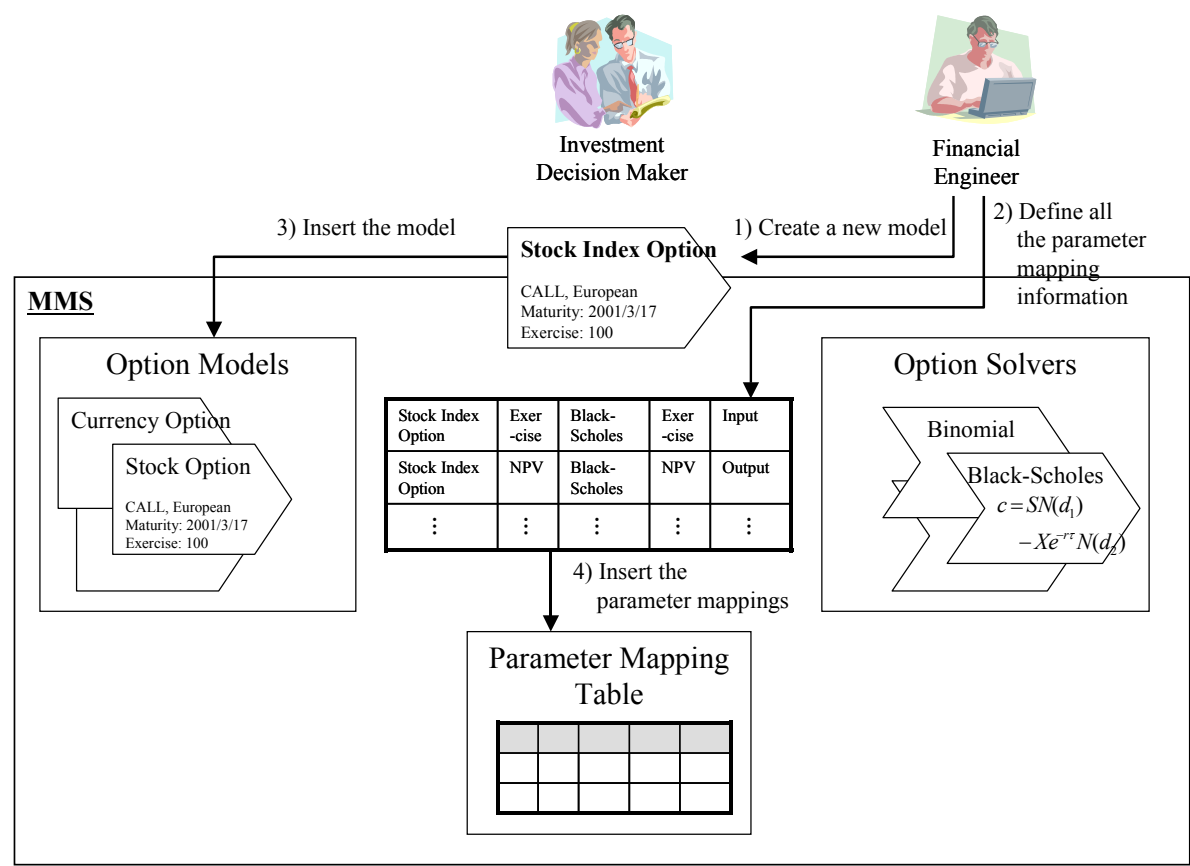 Investment
Decision Maker
Financial
Engineer
3) Insert the model
1) Create a new model
2) Define all
the parameter
mapping
information
Stock Index Option
CALL, European
Maturity: 2001/3/17
Exercise: 100
MMS
Option Models
Currency Option
Stock Option
CALL, European
Maturity: 2001/3/17
Exercise: 100
Stock Index Exer Black- Exer Input
Option -cise Scholes -cise
Stock Index NPV Black- NPV Output
Option Scholes
⋮ ⋮ ⋮ ⋮ ⋮
4) Insert the
parameter mappings
Parameter Mapping
Table
Option Solvers
Binomial
Black-Scholes
c = SN(d₁)
− Xe^{-rτ} N(d₂)